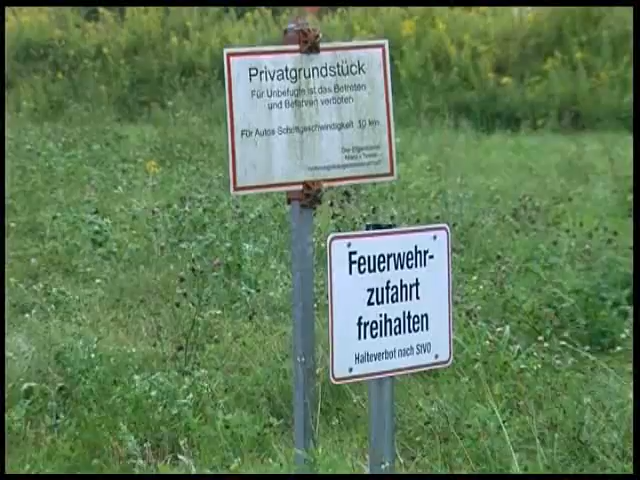 Privatgrundstück
Für Unbefugte ist das Betreten
und Befahren verboten
Für Autos Schrittgeschwindigkeit 10 km
Der Eigentümer
Feuerwehr-
zufahrt
freihalten
Halteverbot nach StVO